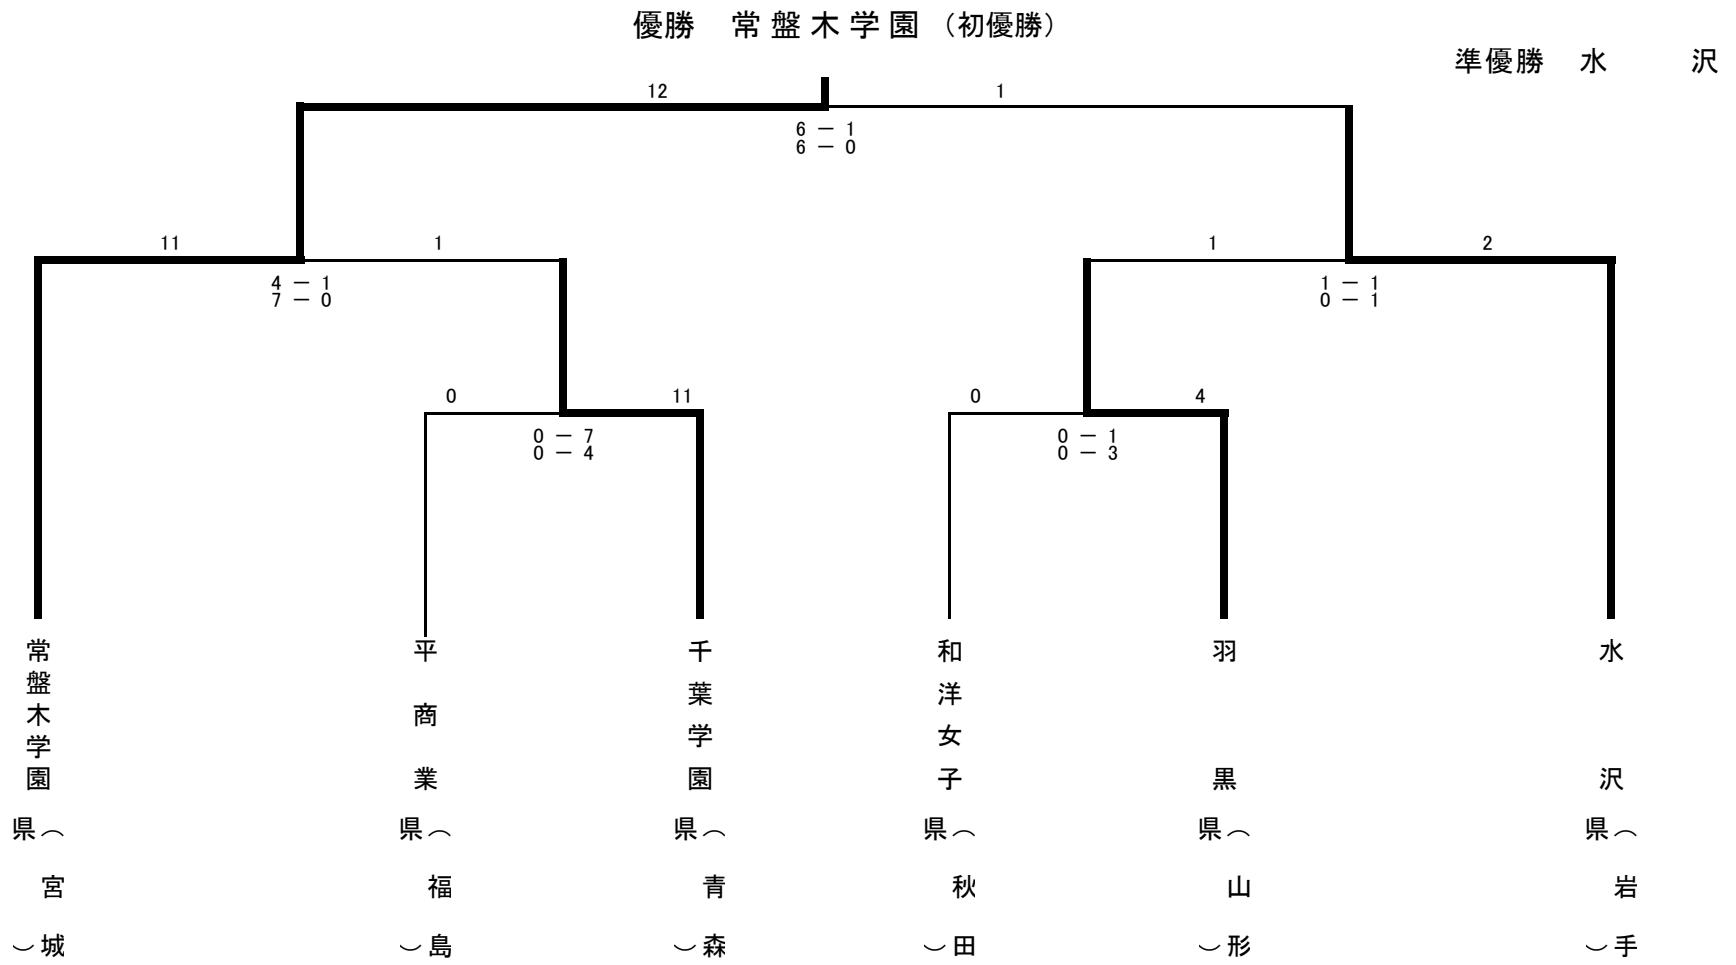 優勝 常盤木学園 （初優勝）
準優勝 水 沢
12 1
6 － 1
6 － 0
11 1 1 2
4 － 1 1 － 1
7 － 0 0 － 1
0 11 0 4
0 － 7 0 － 1
0 － 4 0 － 3
常盤木学園
（宮城県）
平商業
（福島県）
千葉学園
（青森県）
和洋女子
（秋田県）
羽黒
（山形県）
水沢
（岩手県）